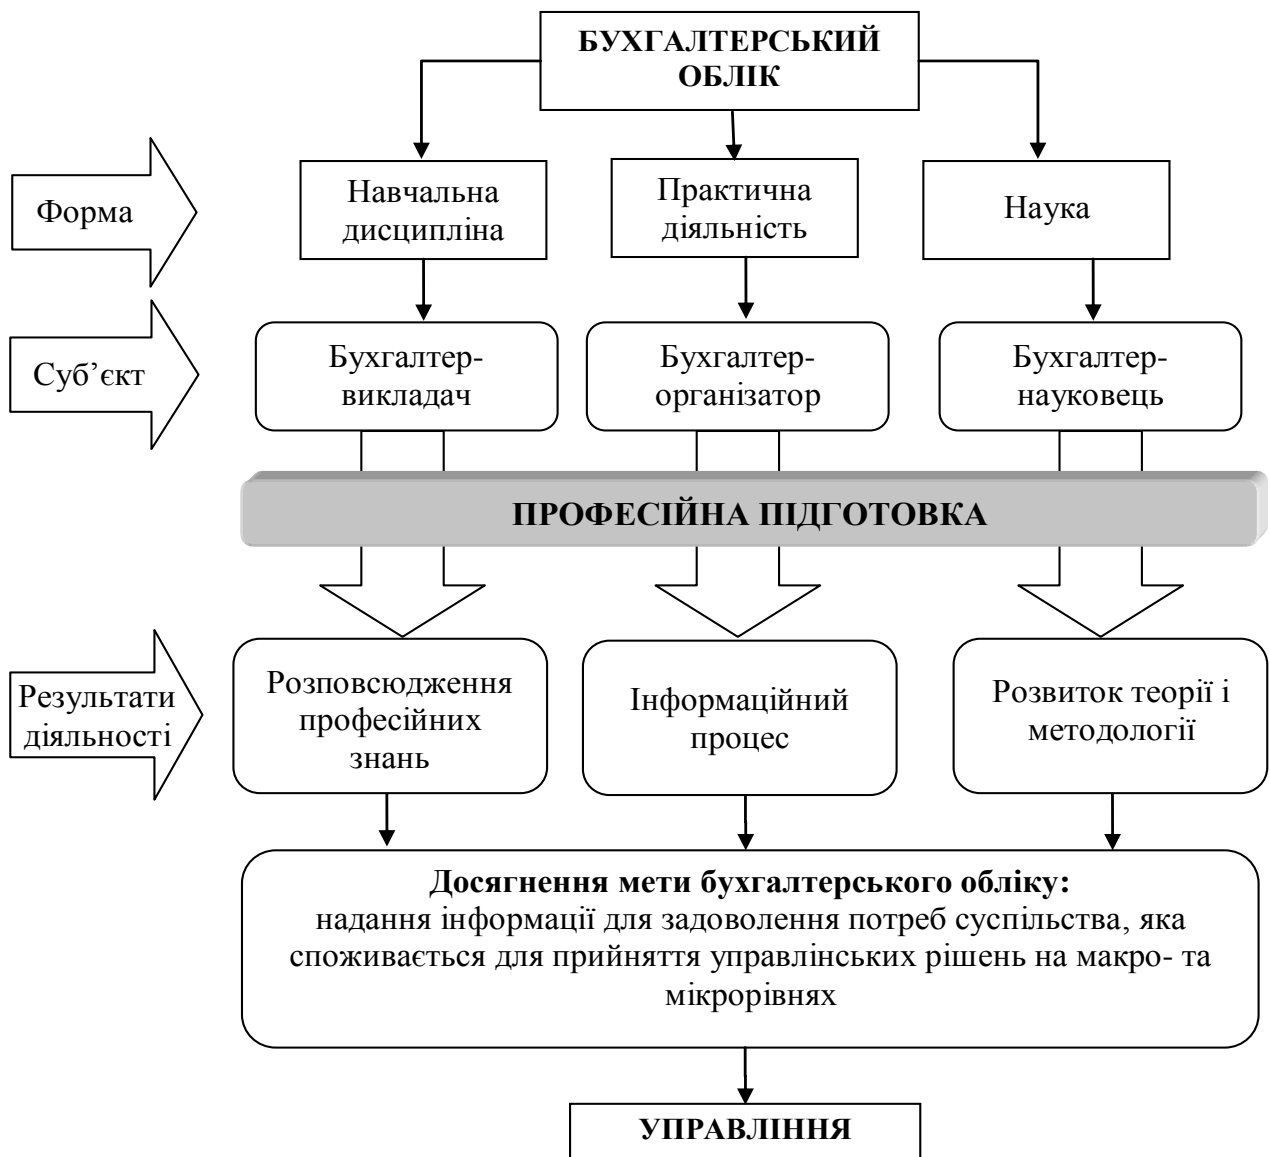 БУХГАЛТЕРСЬКИЙ
ОБЛІК
Форма
Навчальна
дисципліна
Практична
діяльність
Наука
Суб’єкт
Бухгалтер-
викладач
Бухгалтер-
організатор
Бухгалтер-
науковець
ПРОФЕСІЙНА ПІДГОТОВКА
Результати
діяльності
Розповсюдження
професійних
знань
Інформаційний
процес
Розвиток теорії і
методології
Досягнення мети бухгалтерського обліку:
надання інформації для задоволення потреб суспільства, яка
споживається для прийняття управлінських рішень на макро- та
мікрорівнях
УПРАВЛІННЯ